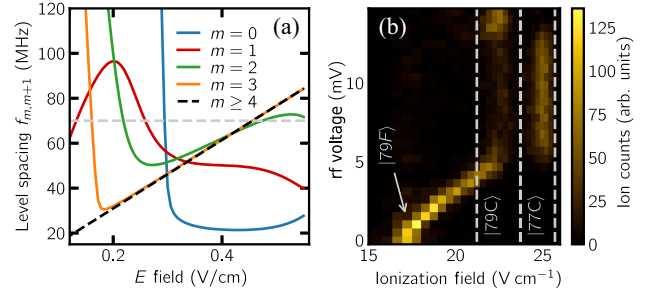 (a)
Level spacing f_{m,m+1} (MHz)
100
80
60
40
20
m = 0
m = 1
m = 2
m = 3
m ≥ 4
0.2
0.4
E field (V/cm)
(b)
rf voltage (mV)
10
5
0
|79F⟩
|79C⟩
|77C⟩
15
20
25
Ionization field (V cm⁻¹)
125
100
75
50
25
0
Ion counts (arb. units)